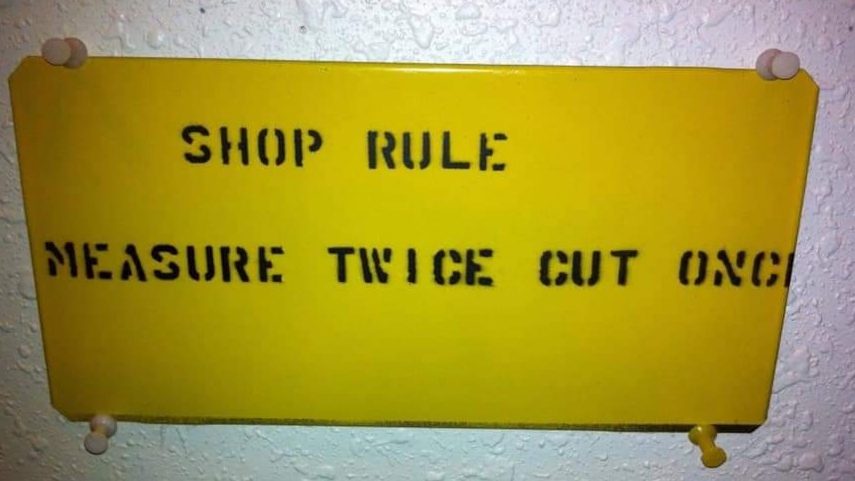 SHOP RULE
MEASURE TWICE CUT ONC